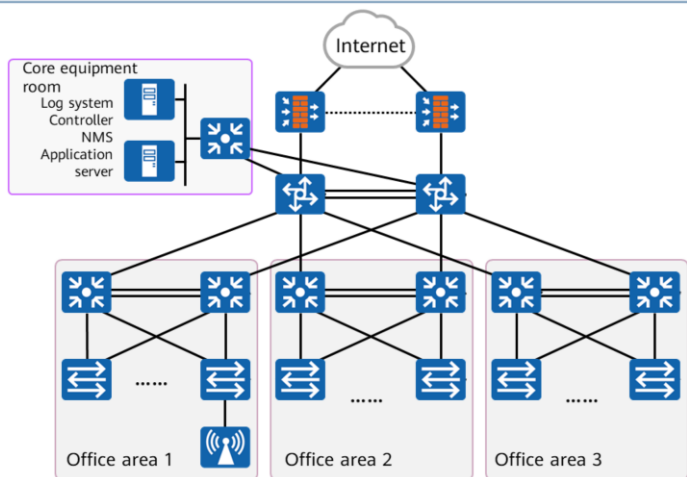 Internet
Core equipment
room
Log system
Controller
NMS
Application
server
......
......
......
Office area 1
Office area 2
Office area 3